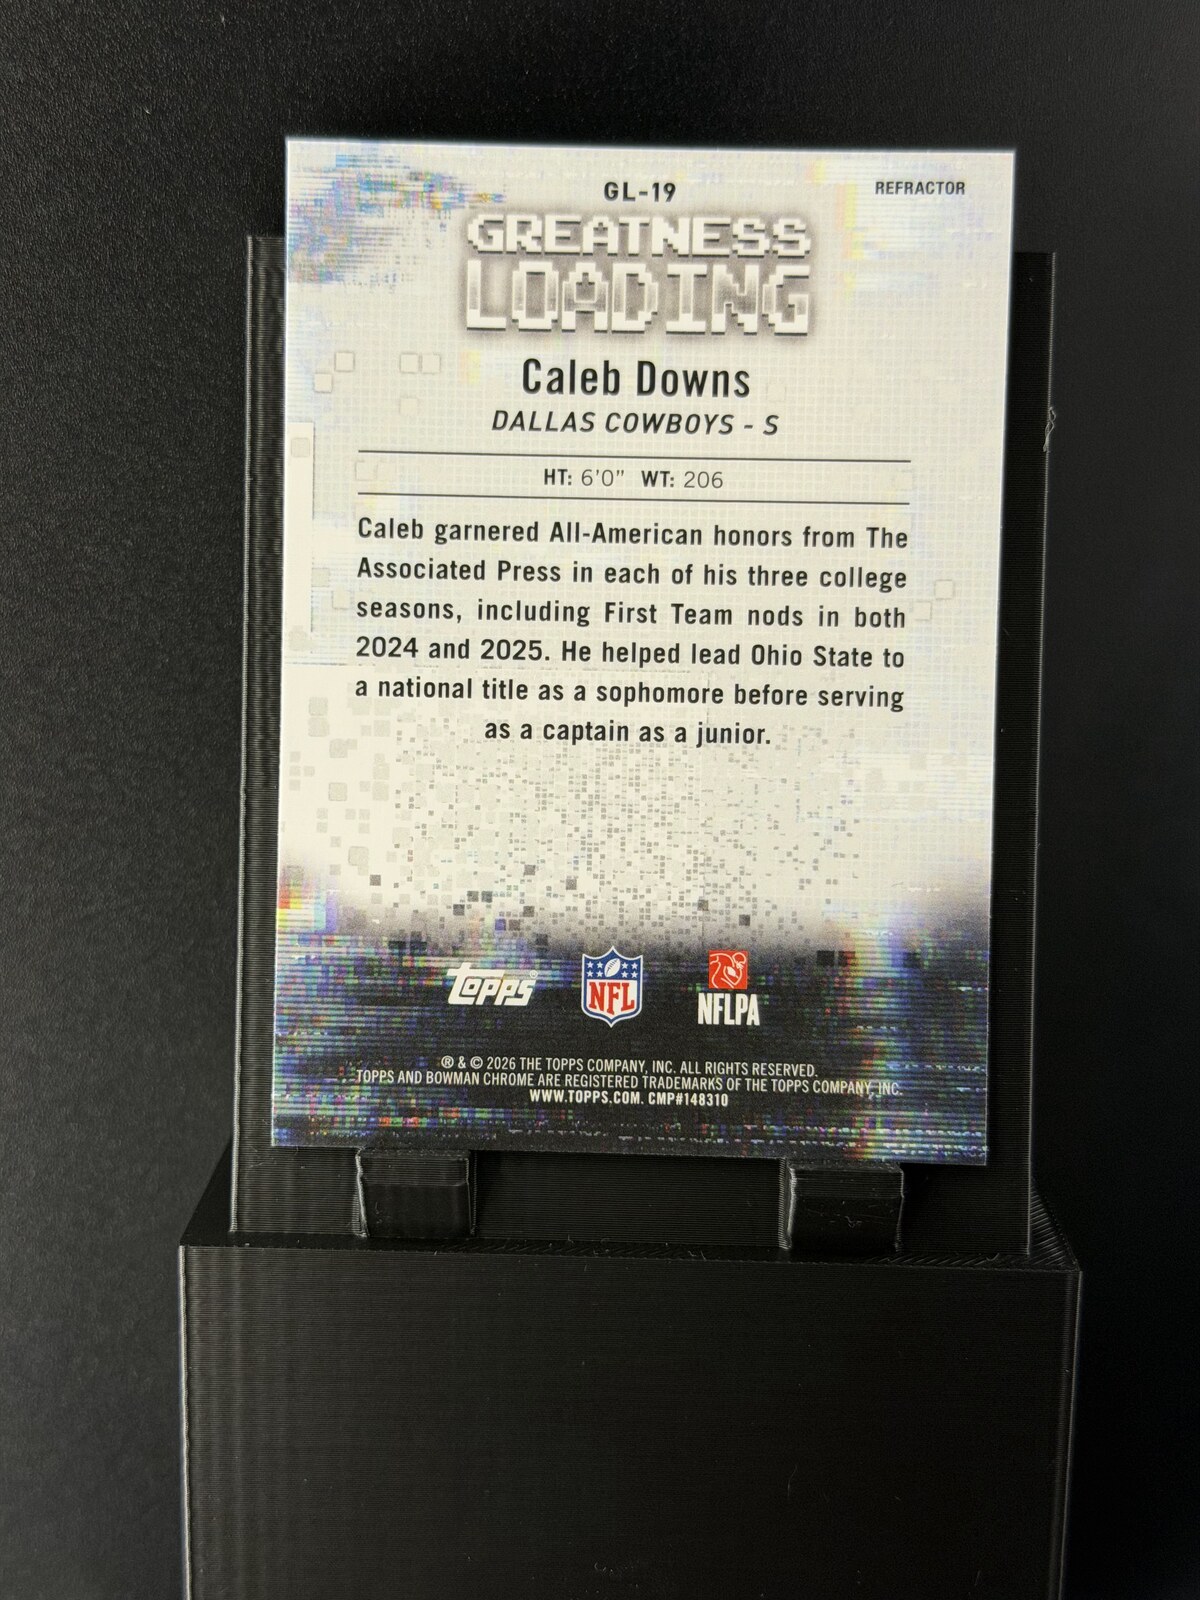 GL-19
REFRACTOR
GREATNESS
LOADING
Caleb Downs
DALLAS COWBOYS - S
HT: 6'0" WT: 206
Caleb garnered All-American honors from The
Associated Press in each of his three college
seasons, including First Team nods in both
2024 and 2025. He helped lead Ohio State to
a national title as a sophomore before serving
as a captain as a junior.
topps®
NFL
NFLPA
® & © 2026 THE TOPPS COMPANY, INC. ALL RIGHTS RESERVED.
TOPPS AND BOWMAN CHROME ARE REGISTERED TRADEMARKS OF THE TOPPS COMPANY, INC.
WWW.TOPPS.COM. CMP#148310